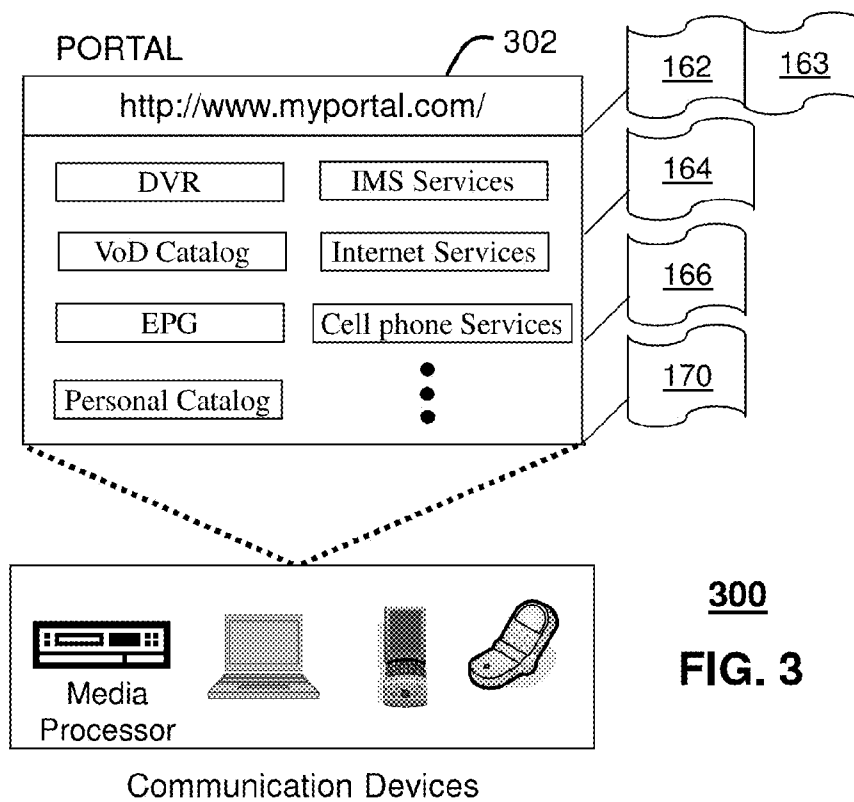 PORTAL
302
http://www.myportal.com/
DVR
IMS Services
VoD Catalog
Internet Services
EPG
Cell phone Services
Personal Catalog
162
163
164
166
170
Media
Processor
Communication Devices
300
FIG. 3